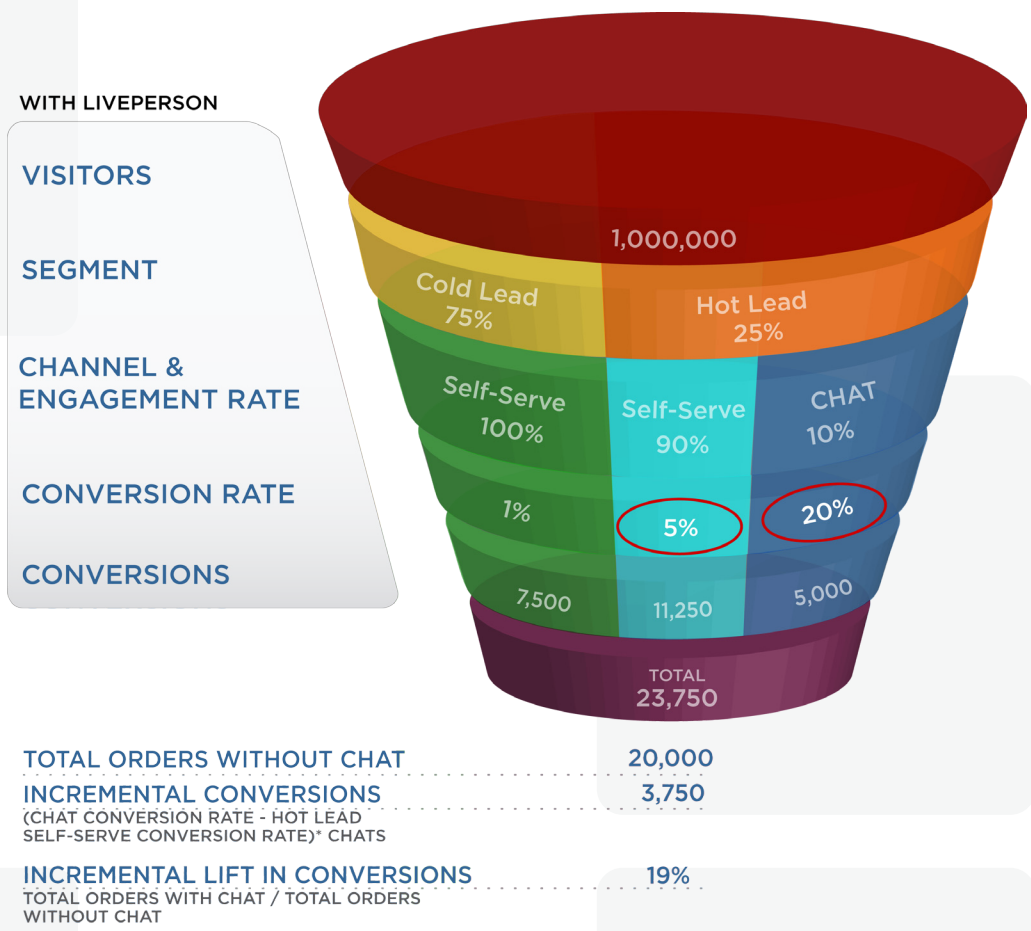 WITH LIVEPERSON
VISITORS
1,000,000
SEGMENT
Cold Lead
75%
Hot Lead
25%
CHANNEL &
ENGAGEMENT RATE
Self-Serve
100%
Self-Serve
90%
CHAT
10%
CONVERSION RATE
1%
5%
20%
CONVERSIONS
7,500
11,250
5,000
TOTAL
23,750
TOTAL ORDERS WITHOUT CHAT 20,000
INCREMENTAL CONVERSIONS 3,750
(CHAT CONVERSION RATE - HOT LEAD
SELF-SERVE CONVERSION RATE)* CHATS
INCREMENTAL LIFT IN CONVERSIONS 19%
TOTAL ORDERS WITH CHAT / TOTAL ORDERS
WITHOUT CHAT